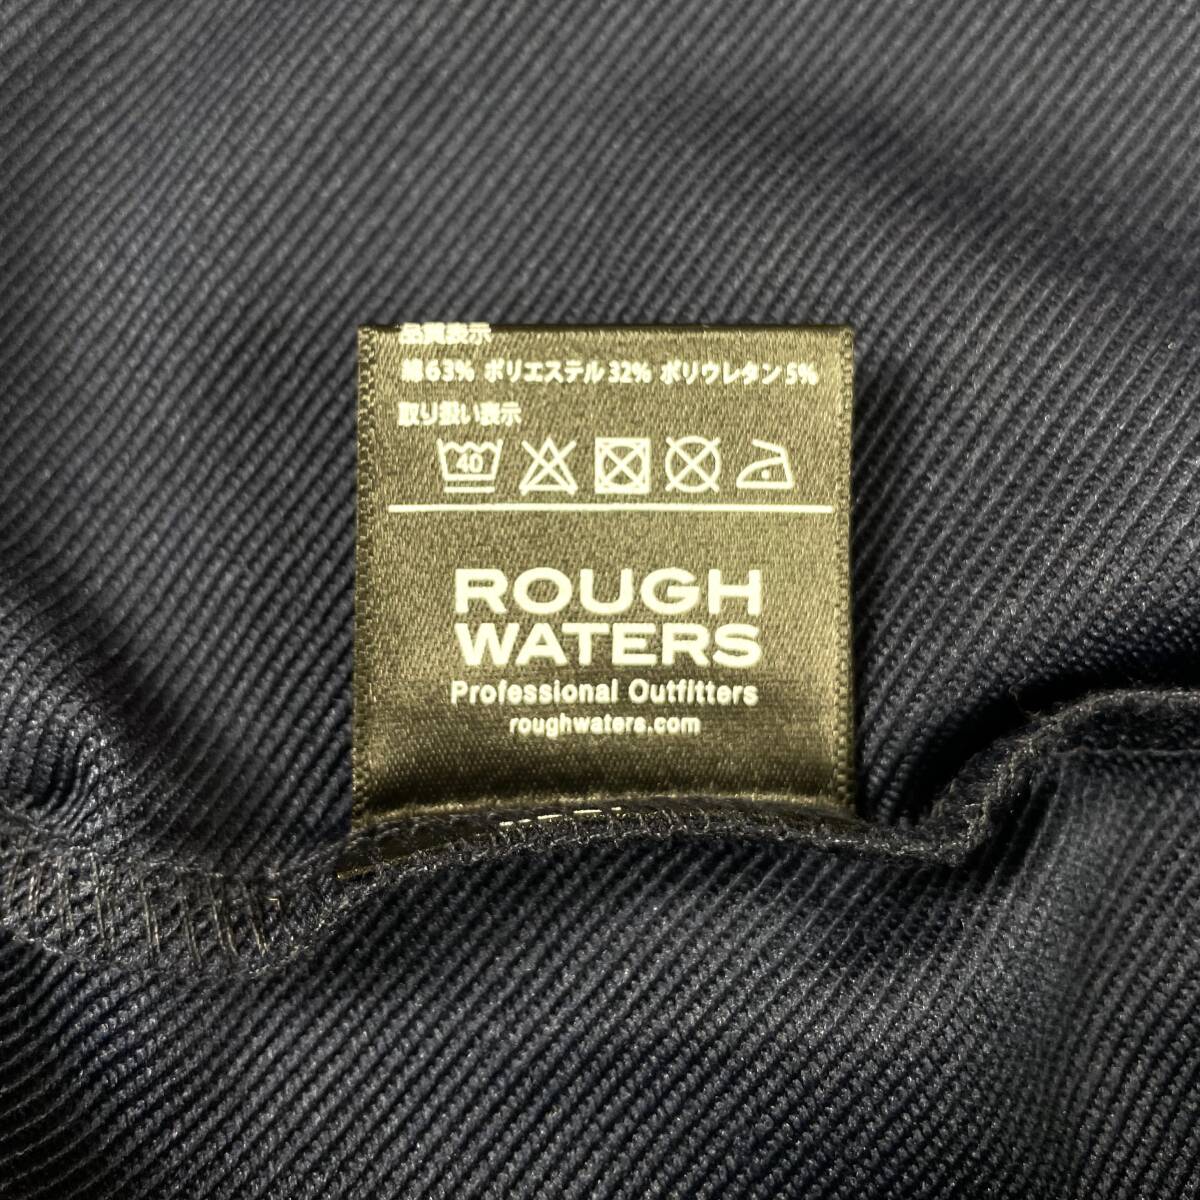 品質表示
綿63% ポリエステル32% ポリウレタン5%
取り扱い表示
40
ROUGH
WATERS
Professional Outfitters
roughwaters.com